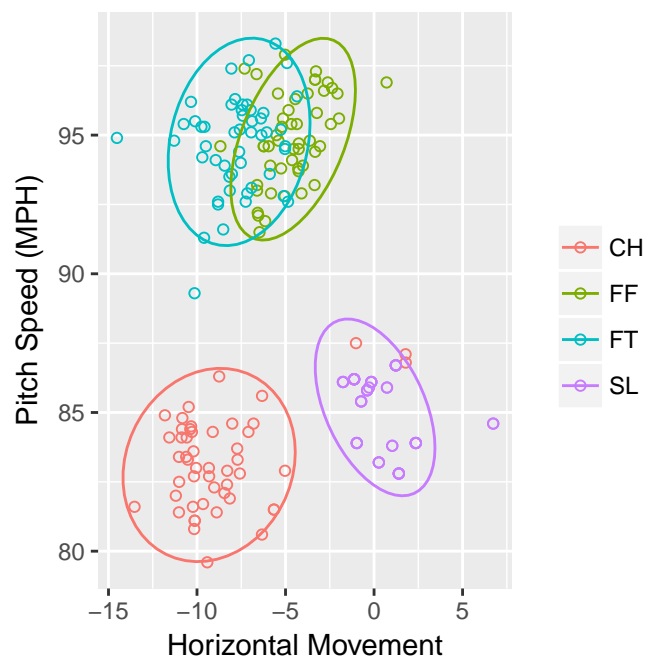 95
90
85
80
−15
−10
−5
0
5
Horizontal Movement
Pitch Speed (MPH)
CH
FF
FT
SL